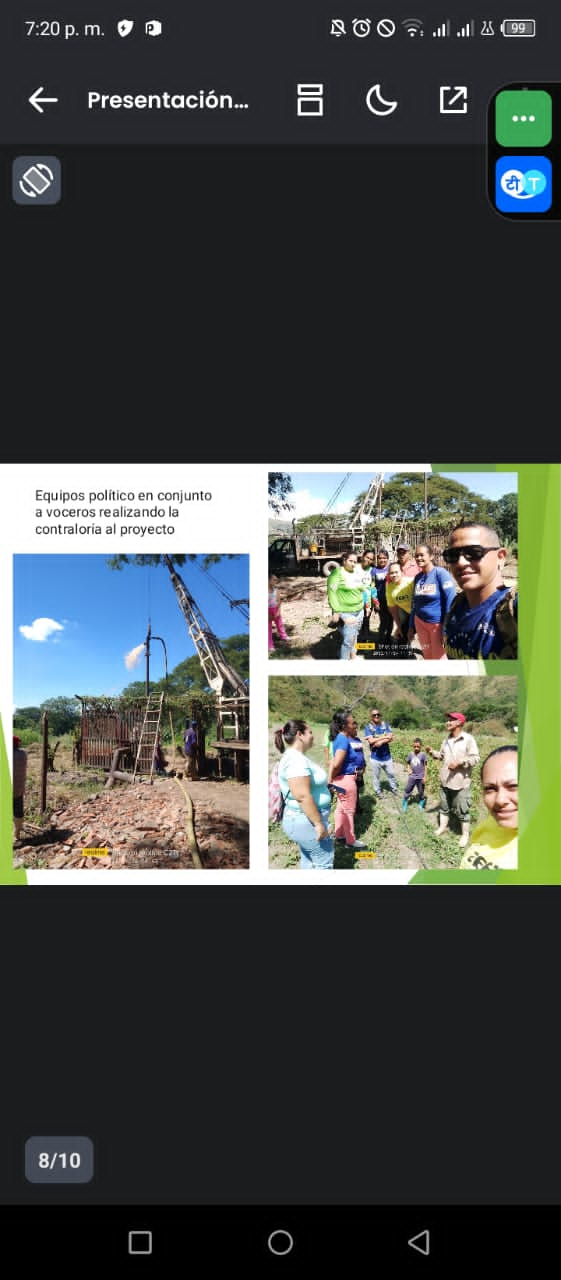 7:20 p. m.
99
Presentación...
टी T
Equipos político en conjunto
a voceros realizando la
contraloria al proyecto
8/10